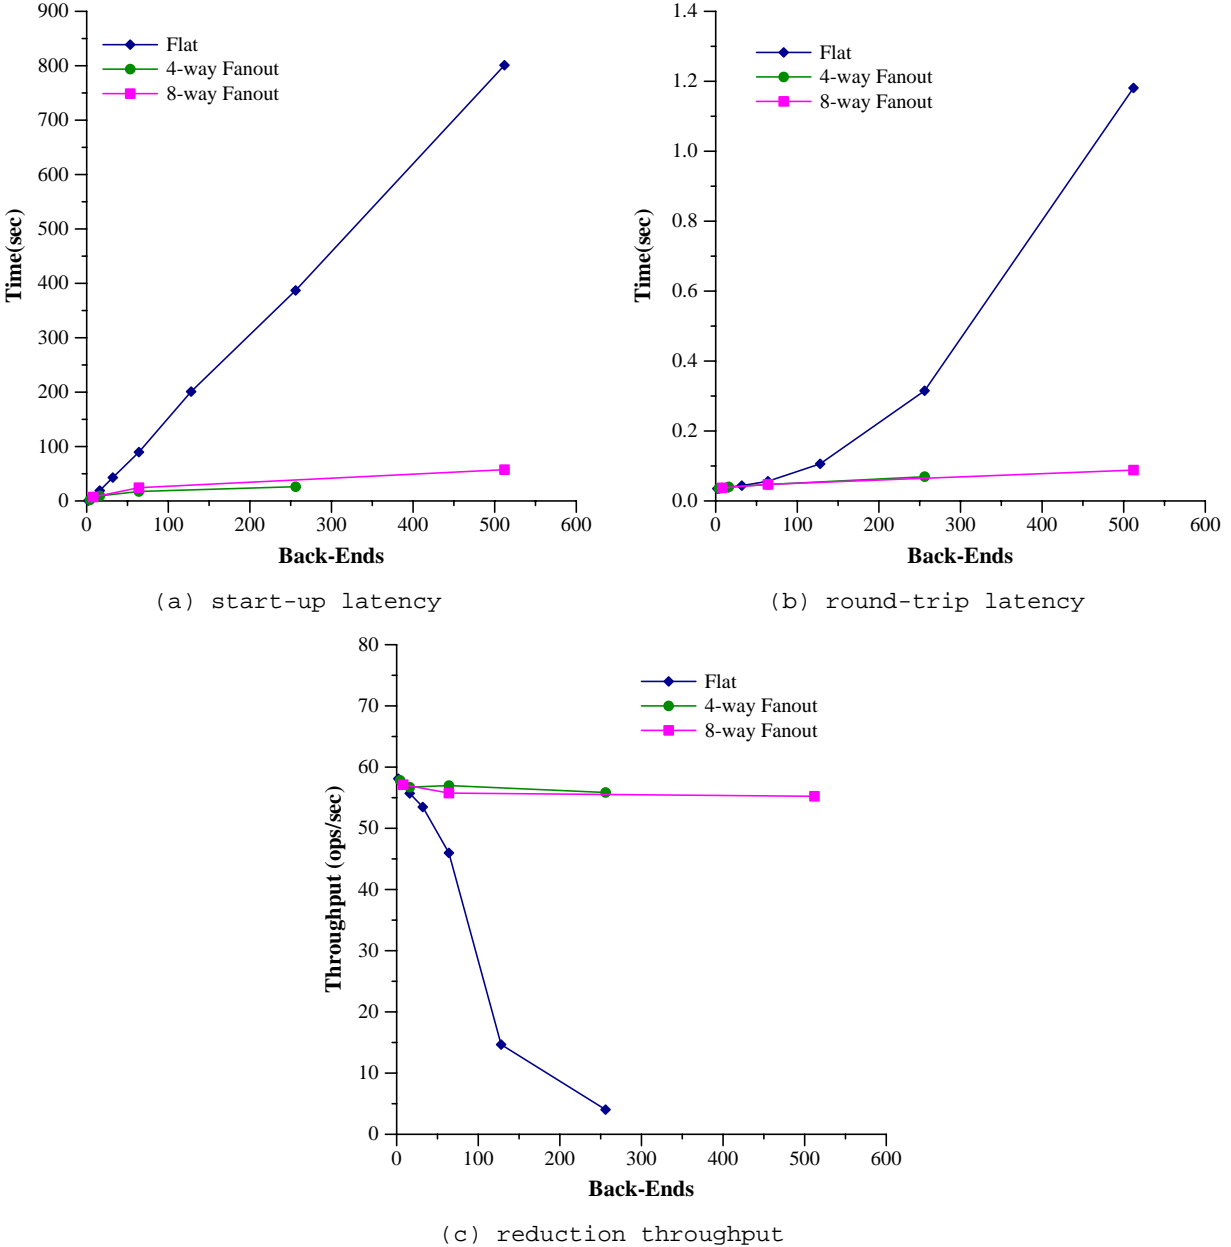 900
800
700
600
500
400
300
200
100
0
Time(sec)
Flat
4-way Fanout
8-way Fanout
0 100 200 300 400 500 600
Back-Ends
(a) start-up latency
1.4
1.2
1.0
0.8
0.6
0.4
0.2
0.0
Time(sec)
Flat
4-way Fanout
8-way Fanout
0 100 200 300 400 500 600
Back-Ends
(b) round-trip latency
80
70
60
50
40
30
20
10
0
Throughput (ops/sec)
Flat
4-way Fanout
8-way Fanout
0 100 200 300 400 500 600
Back-Ends
(c) reduction throughput